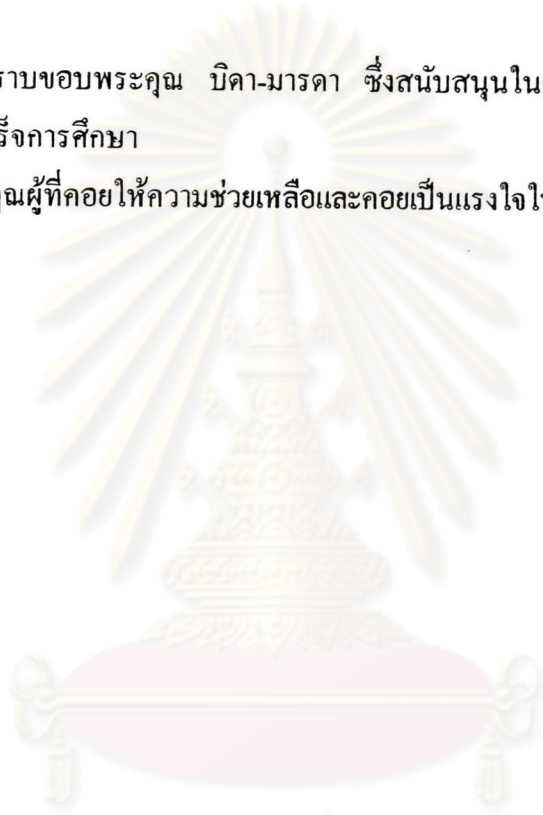 ราบขอบพระคุณ บิดา-มารดา ซึ่งสนับสนุนใน
ร็จการศึกษา
ุณผู้ที่คอยให้ความช่วยเหลือและคอยเป็นแรงใจใ